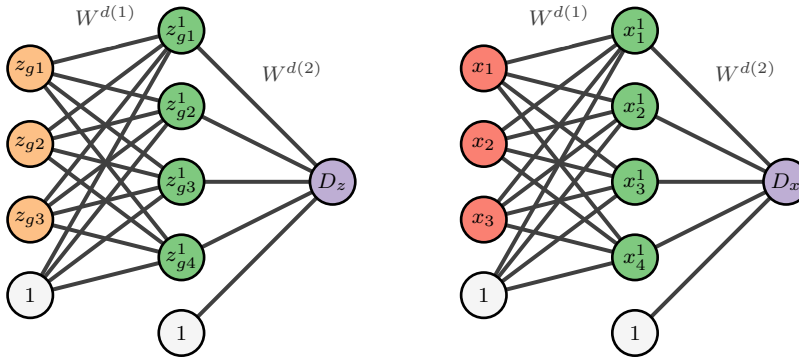 W^{d(1)} W^{d(1)}
z^1_{g1} x^1_1
z_{g1} W^{d(2)} x_1 W^{d(2)}
z^1_{g2} x^1_2
z_{g2} x_2
z^1_{g3} D_z x^1_3 D_x
z_{g3} x_3
z^1_{g4} x^1_4
1 1
1 1